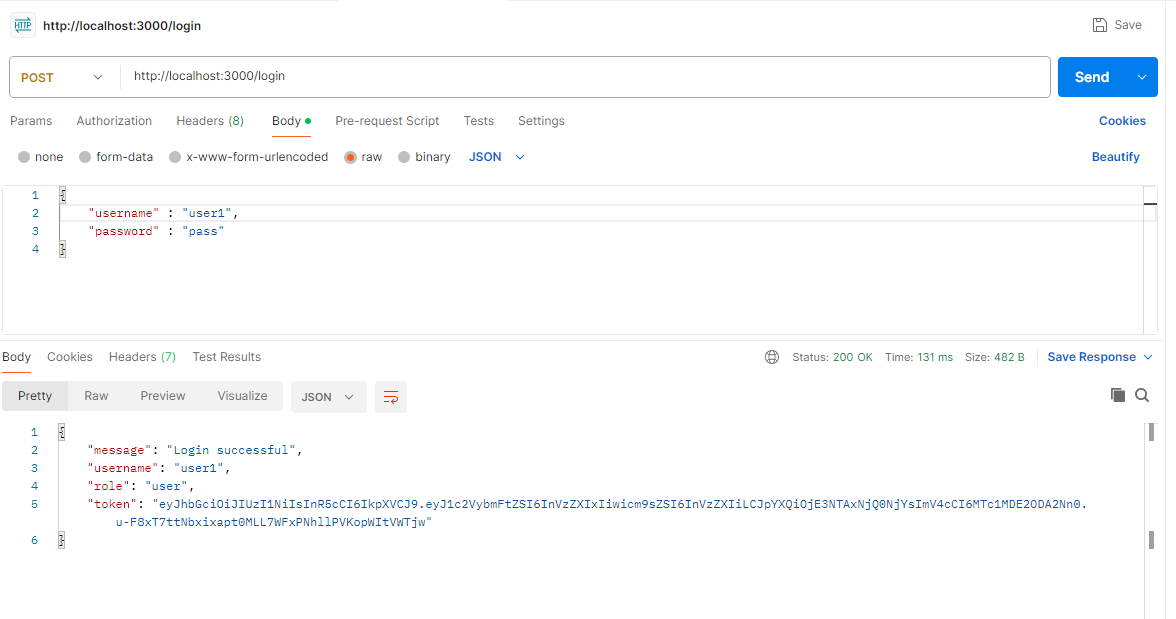 HTTP http://localhost:3000/login Save
POST http://localhost:3000/login Send
Params Authorization Headers (8) Body Pre-request Script Tests Settings Cookies
none form-data x-www-form-urlencoded raw binary JSON Beautify
1 {
2 "username" : "user1",
3 "password" : "pass"
4 }
Body Cookies Headers (7) Test Results Status: 200 OK Time: 131 ms Size: 482 B Save Response
Pretty Raw Preview Visualize JSON
1 {
2 "message": "Login successful",
3 "username": "user1",
4 "role": "user",
5 "token": "eyJhbGciOiJIUzI1NiIsInR5cCI6IkpXVCJ9.eyJ1c2VybmFtZSI6InVzZXIxIiwicm9sZSI6InVzZXIiLCJpYXQiOjE3NTAxNjQ0NjYsImV4cCI6MTc1MDE2ODA2Nn0.
u-F8xT7ttNbxixapt0MLL7WFxPNhllPVKopWItVWTjw"
6 }